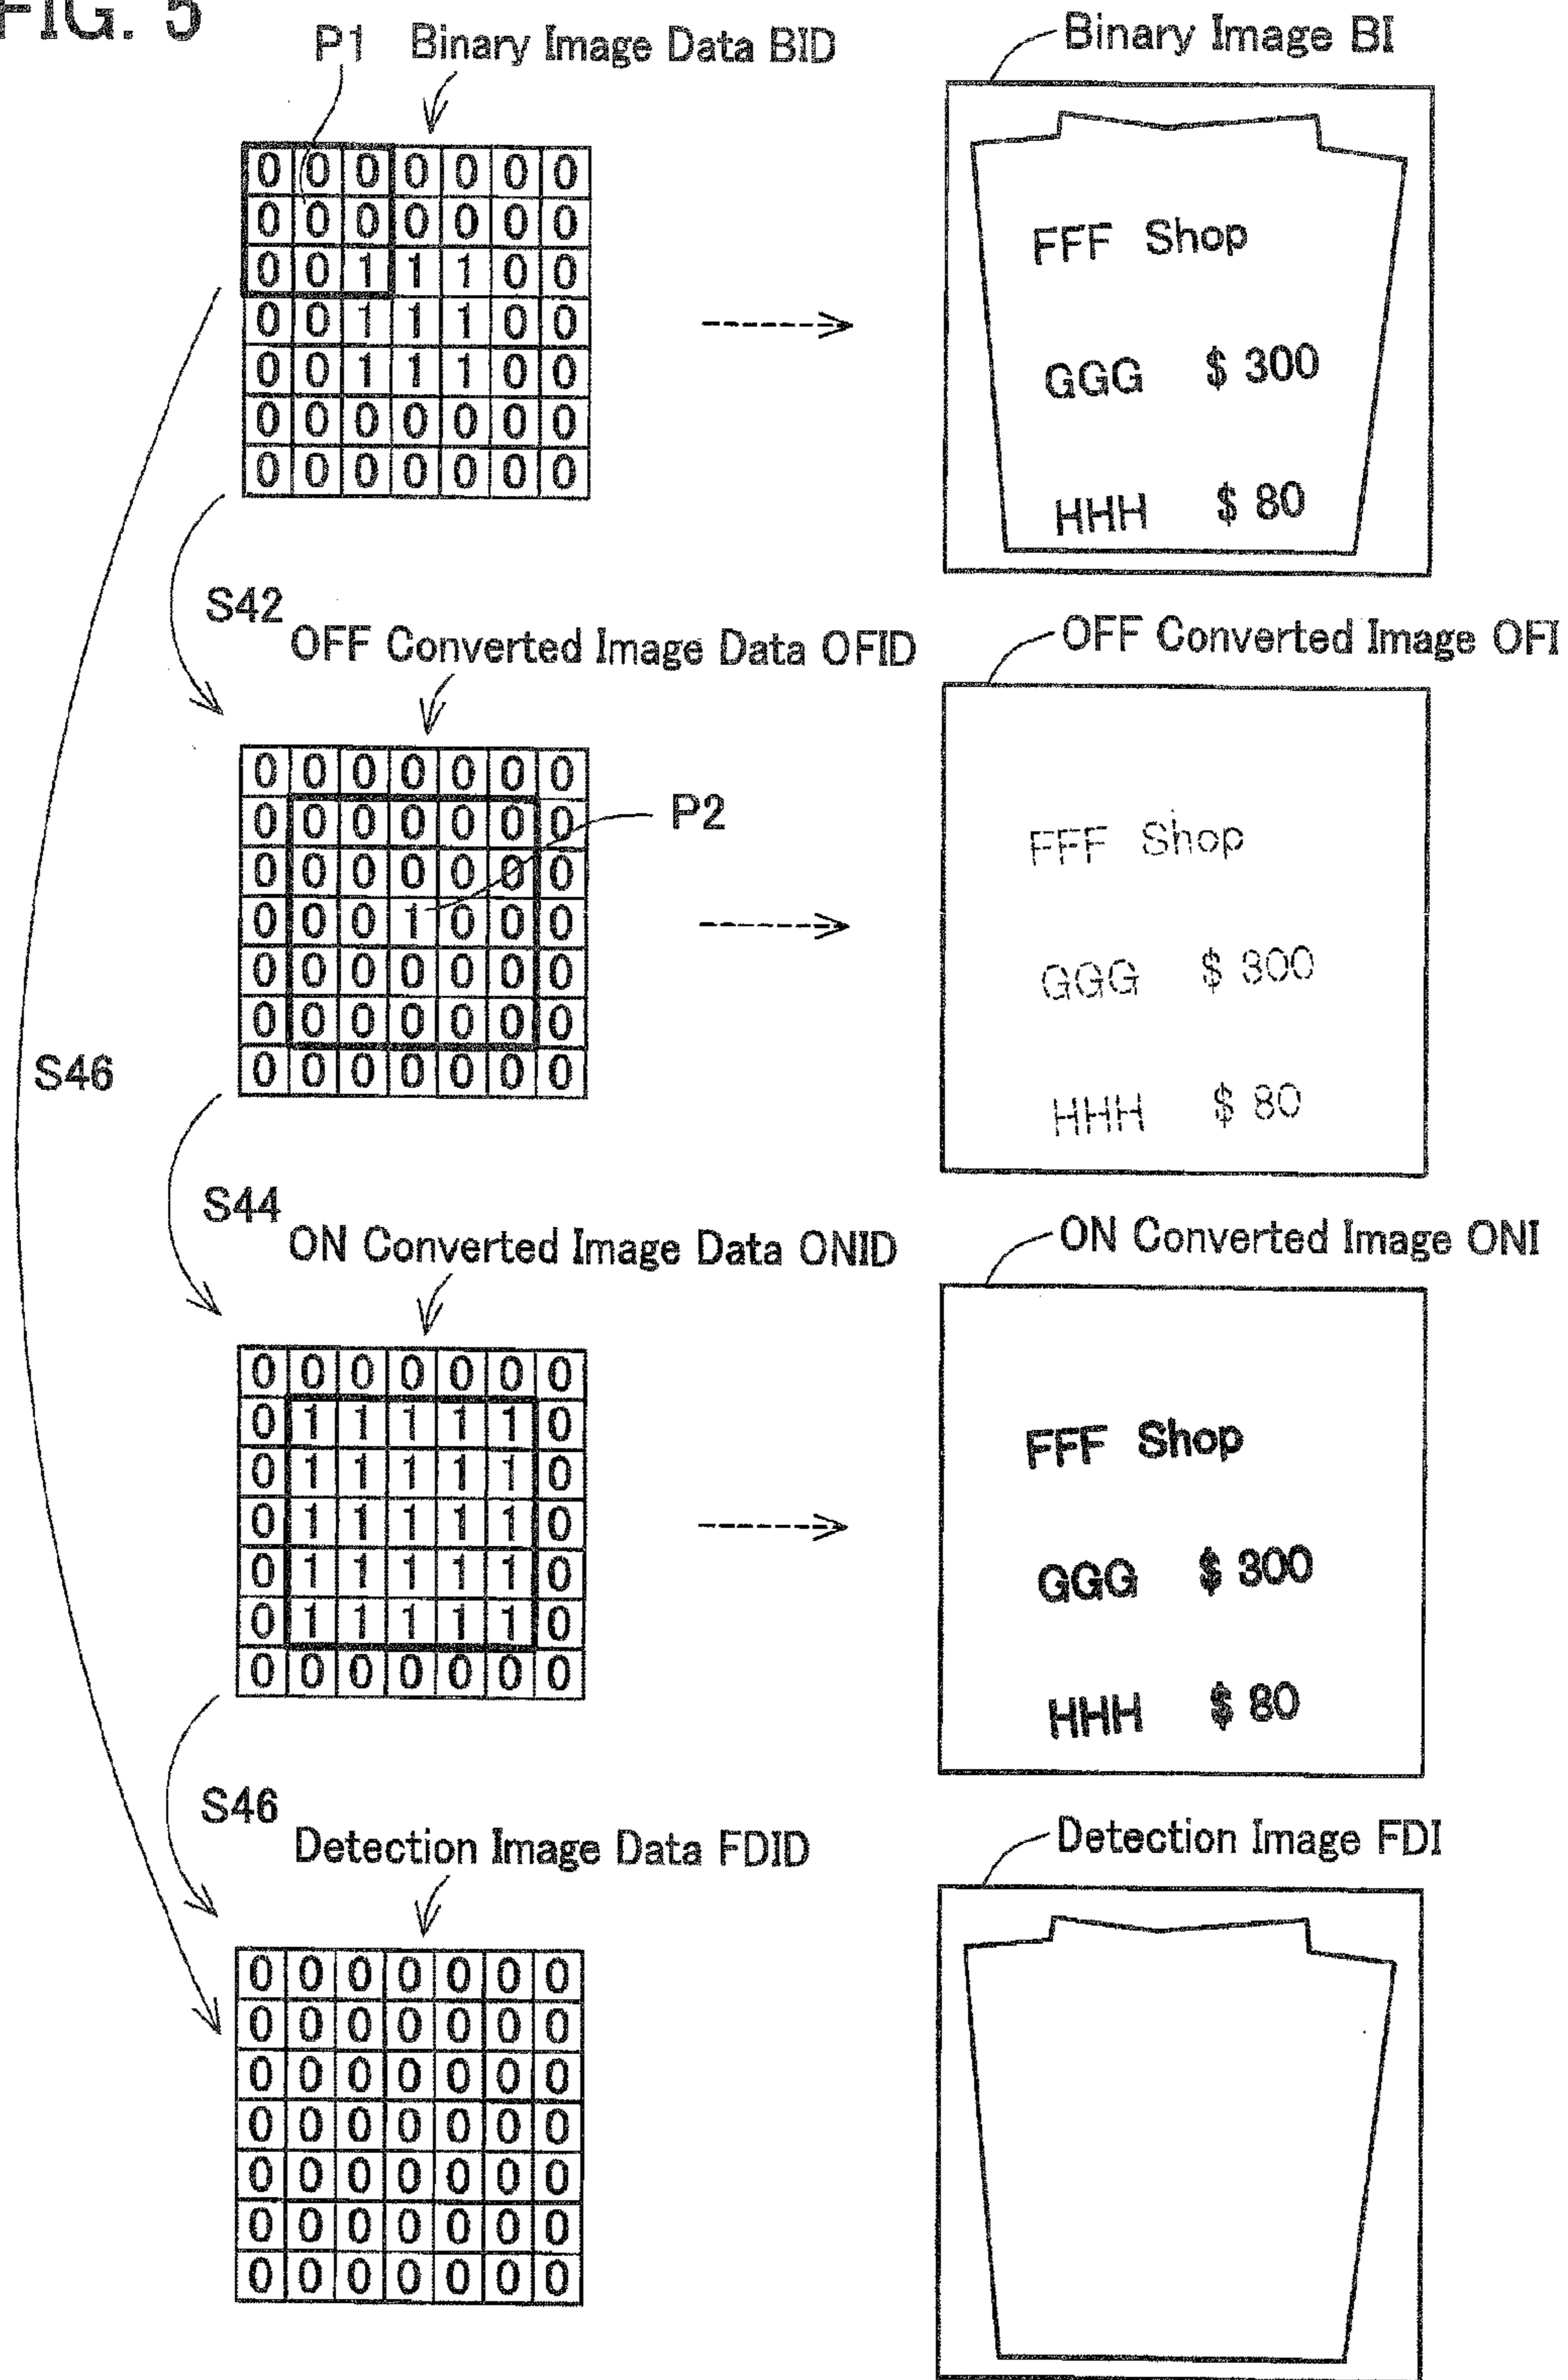 FIG. 5
P1
Binary Image Data BID
0 0 0 0 0 0 0
0 0 0 0 0 0 0
0 0 1 1 1 0 0
0 0 1 1 1 0 0
0 0 1 1 1 0 0
0 0 0 0 0 0 0
0 0 0 0 0 0 0
Binary Image BI
FFF Shop
GGG $ 300
HHH $ 80
S42
OFF Converted Image Data OFID
0 0 0 0 0 0 0
0 0 0 0 0 0 0
0 0 0 0 0 0 0
0 0 0 1 0 0 0
0 0 0 0 0 0 0
0 0 0 0 0 0 0
0 0 0 0 0 0 0
P2
OFF Converted Image OFI
FFF Shop
GGG $ 300
HHH $ 80
S46
S44
ON Converted Image Data ONID
0 0 0 0 0 0 0
0 1 1 1 1 1 0
0 1 1 1 1 1 0
0 1 1 1 1 1 0
0 1 1 1 1 1 0
0 1 1 1 1 1 0
0 0 0 0 0 0 0
ON Converted Image ONI
FFF Shop
GGG $ 300
HHH $ 80
S46
Detection Image Data FDID
0 0 0 0 0 0 0
0 0 0 0 0 0 0
0 0 0 0 0 0 0
0 0 0 0 0 0 0
0 0 0 0 0 0 0
0 0 0 0 0 0 0
0 0 0 0 0 0 0
Detection Image FDI